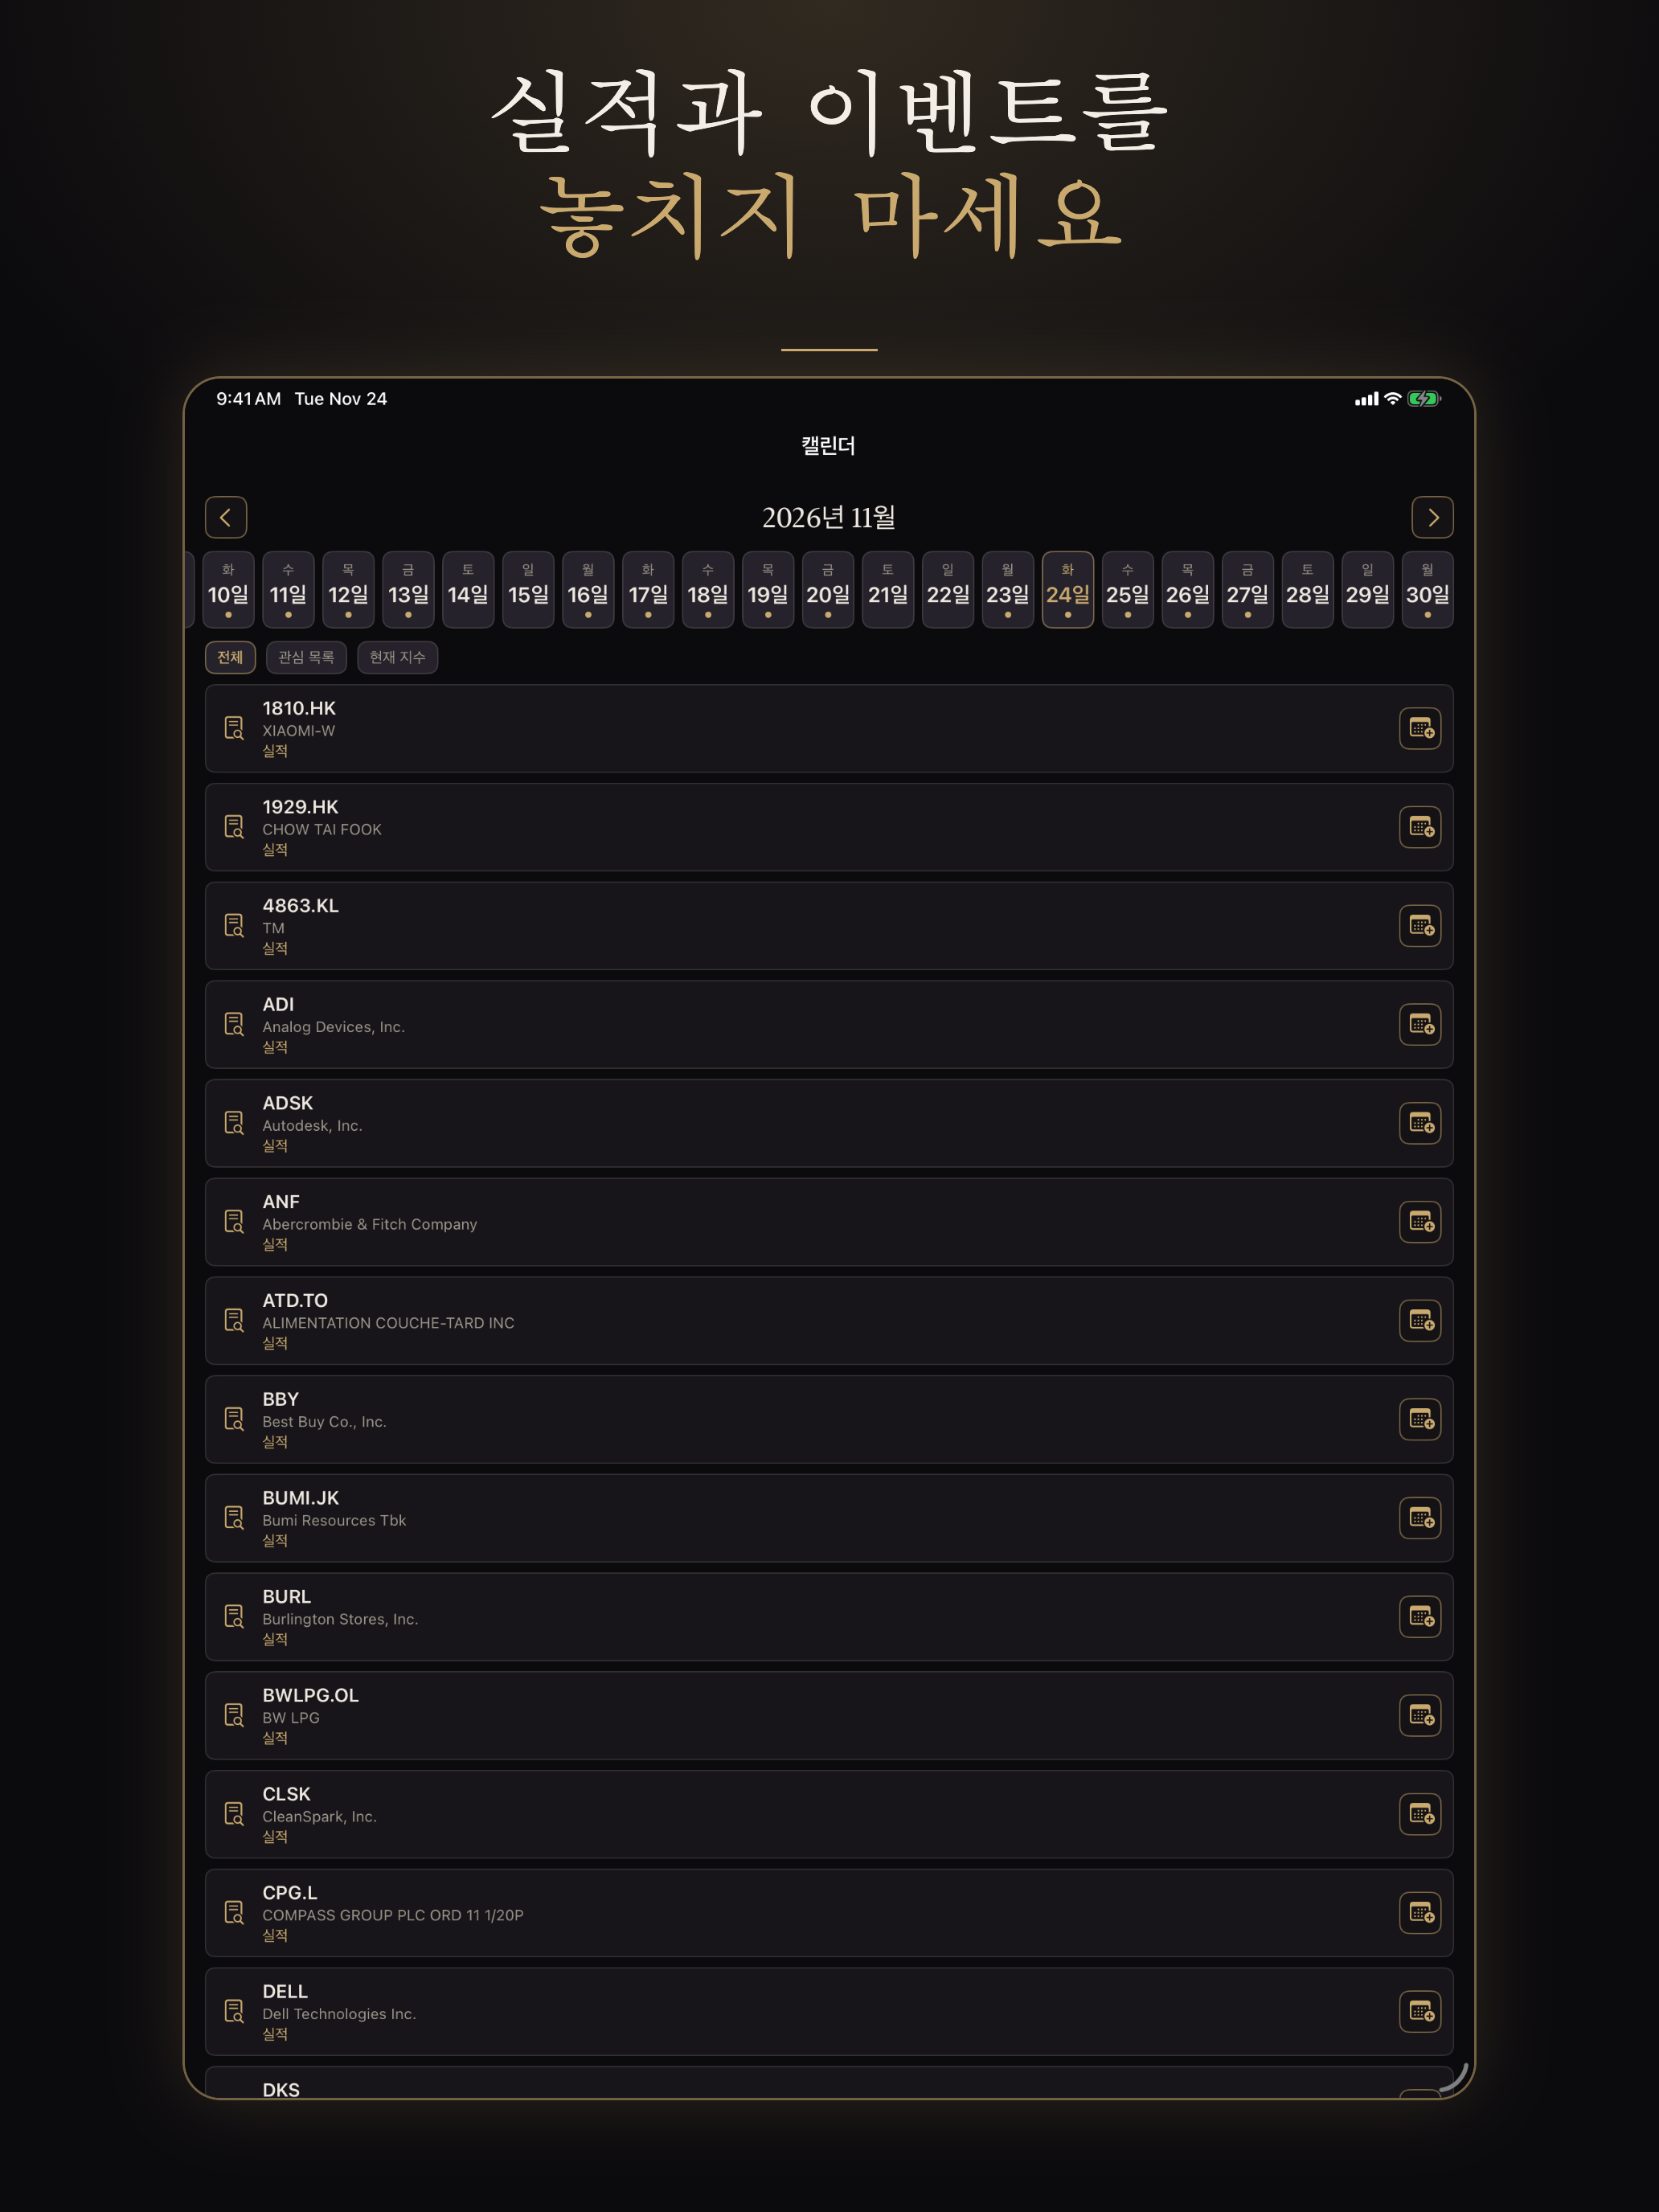 실적과 이벤트를
놓치지 마세요
9:41 AM Tue Nov 24
캘린더
2026년 11월
화 수 목 금 토 일 월 화 수 목 금 토 일 월 화 수 목 금 토 일 월
10일 11일 12일 13일 14일 15일 16일 17일 18일 19일 20일 21일 22일 23일 24일 25일 26일 27일 28일 29일 30일
전체 관심 목록 현재 지수
1810.HK
XIAOMI-W
실적
1929.HK
CHOW TAI FOOK
실적
4863.KL
TM
실적
ADI
Analog Devices, Inc.
실적
ADSK
Autodesk, Inc.
실적
ANF
Abercrombie & Fitch Company
실적
ATD.TO
ALIMENTATION COUCHE-TARD INC
실적
BBY
Best Buy Co., Inc.
실적
BUMI.JK
Bumi Resources Tbk
실적
BURL
Burlington Stores, Inc.
실적
BWLPG.OL
BW LPG
실적
CLSK
CleanSpark, Inc.
실적
CPG.L
COMPASS GROUP PLC ORD 11 1/20P
실적
DELL
Dell Technologies Inc.
실적
DKS